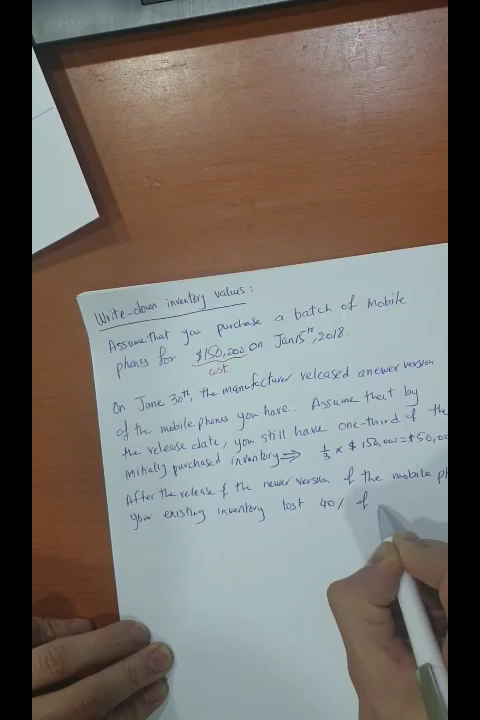 Write-down inventory values:
Assume that you purchase a batch of mobile
phones for $150,000 on Jan 15th, 2018.
cost
On June 30th, the manufacturer released a newer version
of the mobile phones you have. Assume that by
the release date, you still have one-third of the
initially purchased inventory ⇒ 1/3 × $150,000 = $50,00
After the release of the newer version of the mobile ph
your existing inventory lost 40% of